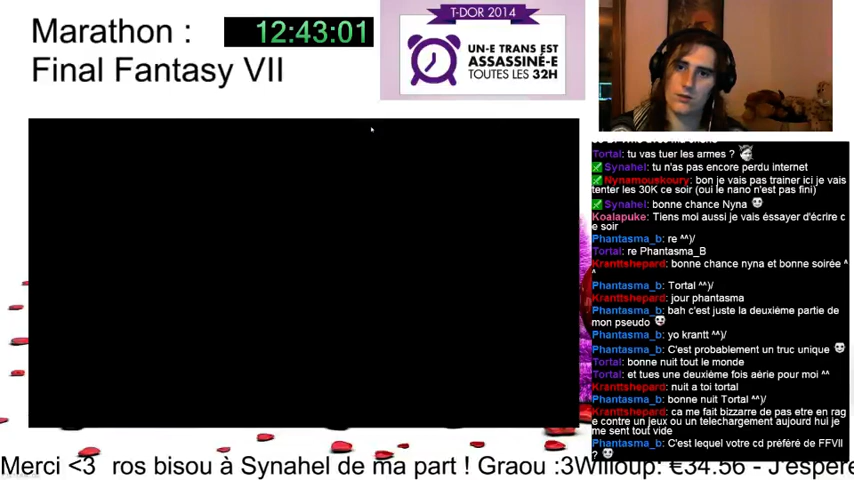 Marathon :
Final Fantasy VII
12:43:01
T-DOR 2014
UN-E TRANS EST
ASSASSINÉ-E
TOUTES LES 32H
Tortal: tu vas tuer les armes ?
Synahel: tu n'as pas encore perdu internet
Nynamouskoury: bon je vais pas trainer ici je vais
tenter les 30K ce soir (oui le nano n'est pas fini)
Synahel: bonne chance Nyna
Koalapuke: Tiens moi aussi je vais éssayer d'écrire c
e soir
Phantasma_b: re ^^)/
Tortal: re Phantasma_B
Kranttshepard: bonne chance nyna et bonne soirée ^
^
Phantasma_b: Tortal ^^)/
Kranttshepard: jour phantasma
Phantasma_b: bah c'est juste la deuxième partie de
mon pseudo
Phantasma_b: yo krantt ^^)/
Phantasma_b: C'est probablement un truc unique
Tortal: bonne nuit tout le monde
Tortal: et tues une deuxième fois aérie pour moi ^^
Kranttshepard: nuit a toi tortal
Phantasma_b: bonne nuit Tortal ^^)/
Kranttshepard: ca me fait bizzarre de pas etre en rag
e contre un jeux ou un telechargement aujourd hui je
me sent tout vide
Phantasma_b: C'est lequel votre cd préféré de FFVII
?
Merci <3 ros bisou à Synahel de ma part ! Graou :3Willoup: €34.56 - J'espère